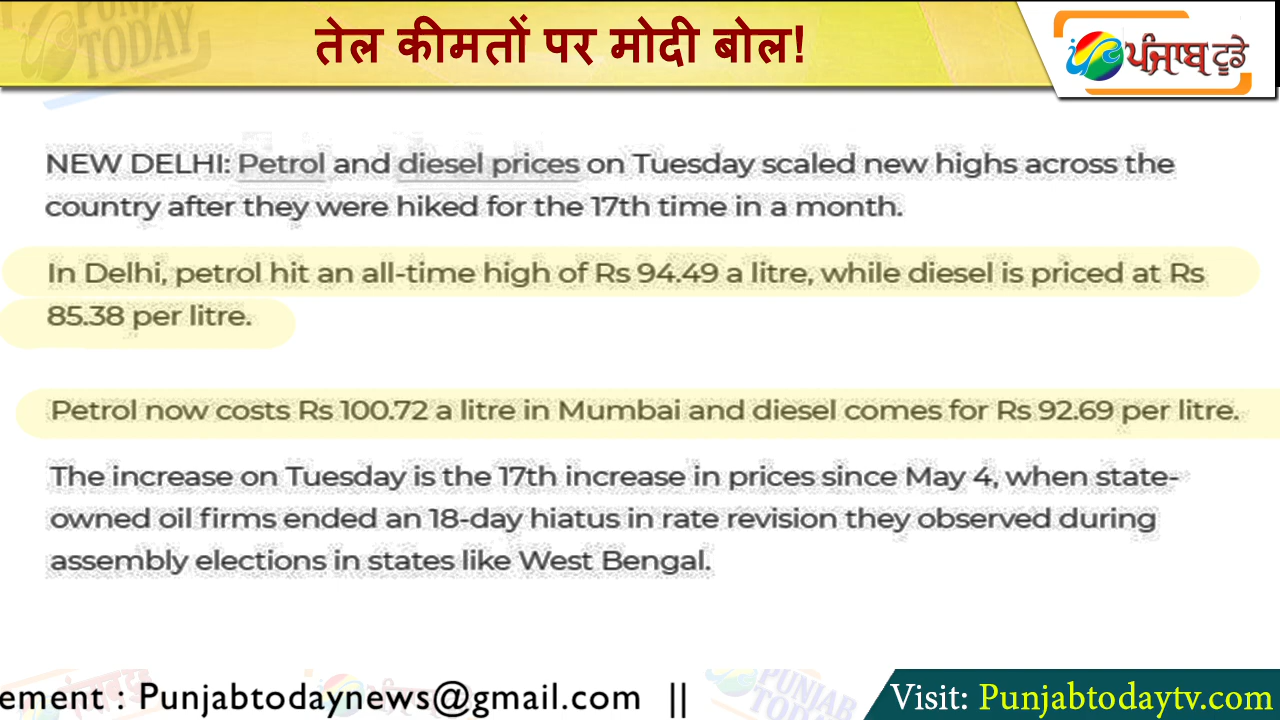 तेल कीमतों पर मोदी बोल!
ਪੰਜਾਬ ਟੂਡੇ
NEW DELHI: Petrol and diesel prices on Tuesday scaled new highs across the
country after they were hiked for the 17th time in a month.
In Delhi, petrol hit an all-time high of Rs 94.49 a litre, while diesel is priced at Rs
85.38 per litre.
Petrol now costs Rs 100.72 a litre in Mumbai and diesel comes for Rs 92.69 per litre.
The increase on Tuesday is the 17th increase in prices since May 4, when state-
owned oil firms ended an 18-day hiatus in rate revision they observed during
assembly elections in states like West Bengal.
ement : Punjabtodaynews@gmail.com ||
Visit: Punjabtodaytv.com
PUNJAB
TODAY
PUNJAB
TODAY